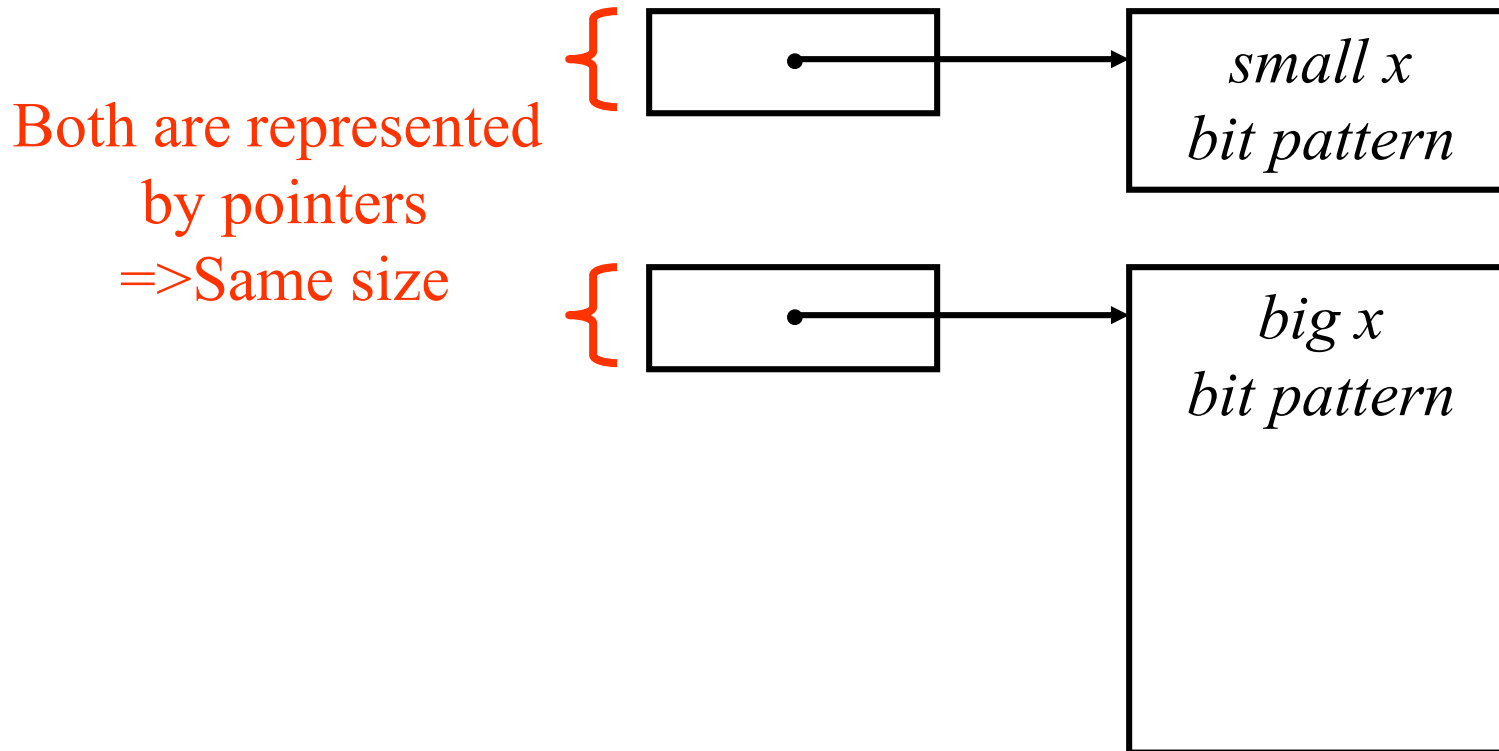 Both are represented
by pointers
=>Same size
small x
bit pattern
big x
bit pattern